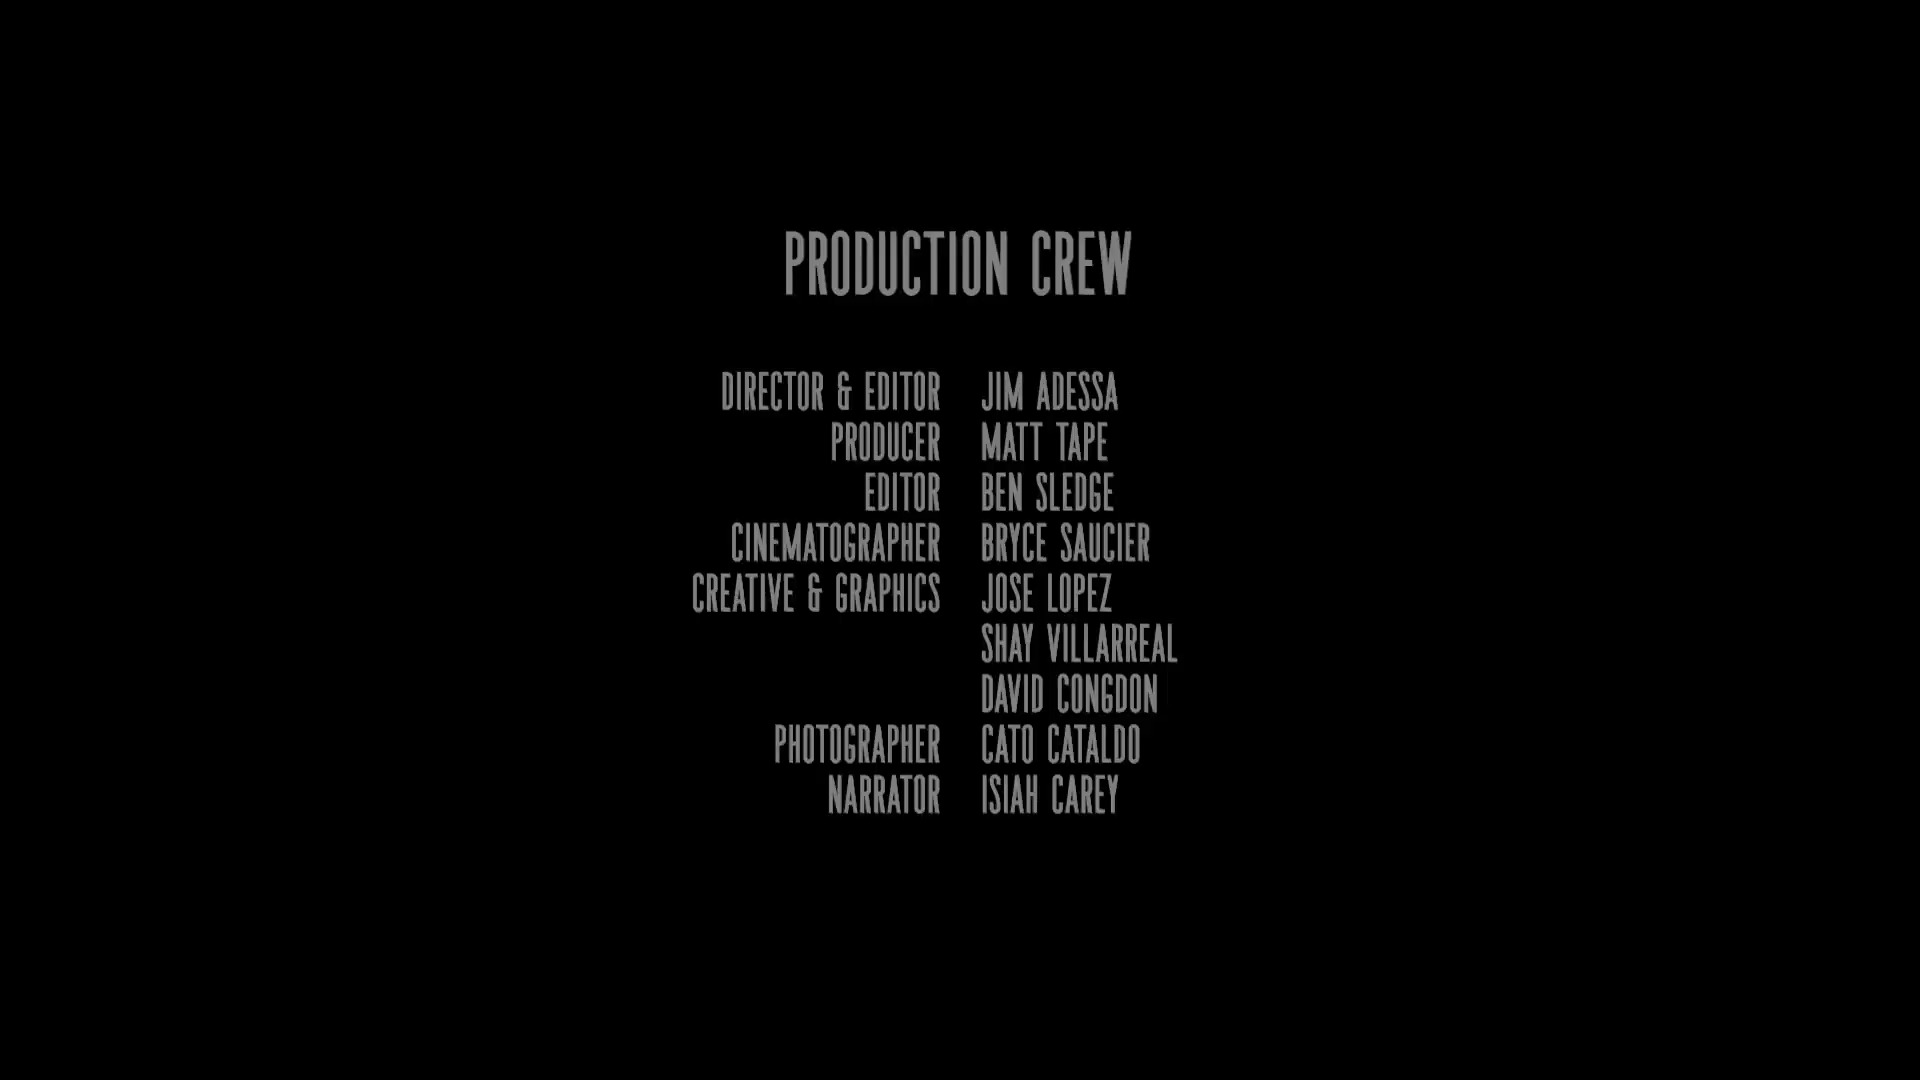 PRODUCTION CREW
DIRECTOR & EDITOR JIM ADESSA
PRODUCER MATT TAPE
EDITOR BEN SLEDGE
CINEMATOGRAPHER BRYCE SAUCIER
CREATIVE & GRAPHICS JOSE LOPEZ
SHAY VILLARREAL
DAVID CONGDON
PHOTOGRAPHER CATO CATALDO
NARRATOR ISIAH CAREY